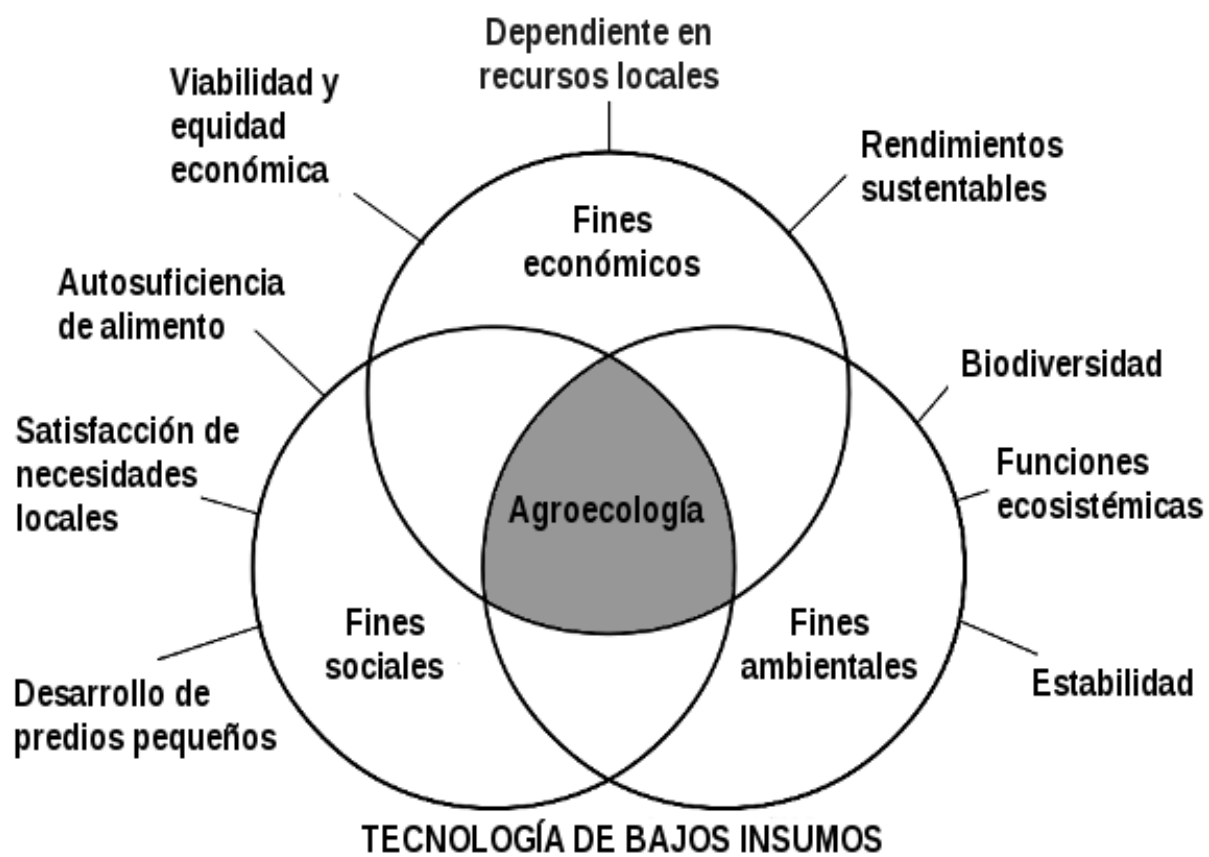 Dependiente en
recursos locales
Viabilidad y
equidad
económica
Rendimientos
sustentables
Fines
económicos
Autosuficiencia
de alimento
Biodiversidad
Satisfacción de
necesidades
locales
Funciones
ecosistémicas
Agroecología
Fines
sociales
Fines
ambientales
Desarrollo de
predios pequeños
Estabilidad
TECNOLOGÍA DE BAJOS INSUMOS